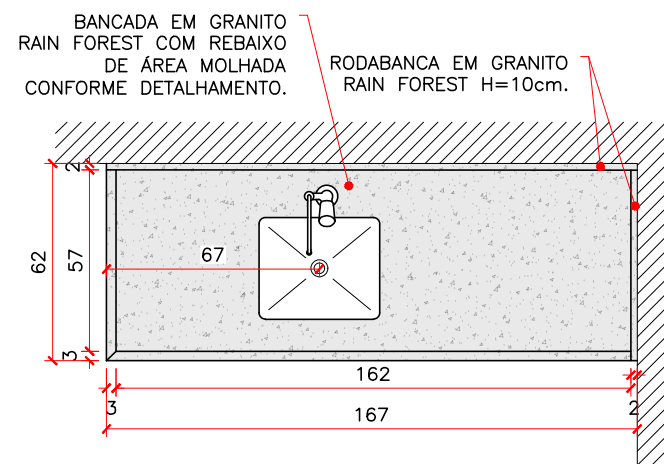 BANCADA EM GRANITO
RAIN FOREST COM REBAIXO
DE ÁREA MOLHADA
CONFORME DETALHAMENTO.
RODABANCA EM GRANITO
RAIN FOREST H=10cm.
2
62
57
67
3
162
3
2
167